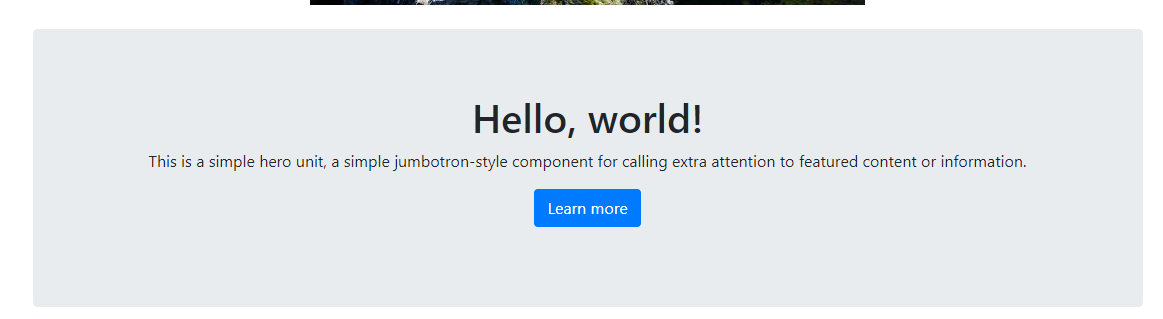 Hello, world!
This is a simple hero unit, a simple jumbotron-style component for calling extra attention to featured content or information.
Learn more